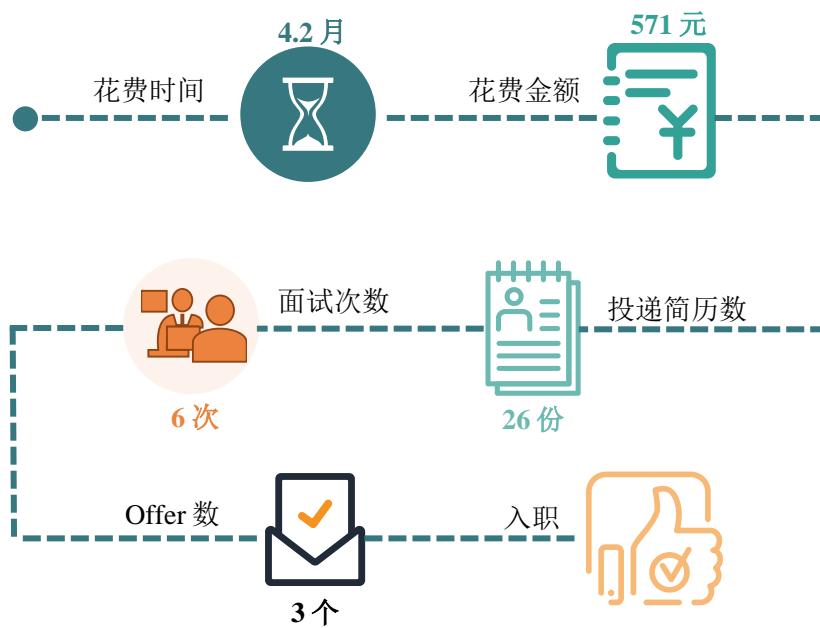 4.2 月
571 元
花费时间
花费金额
面试次数
投递简历数
6 次
26 份
Offer 数
入职
3 个